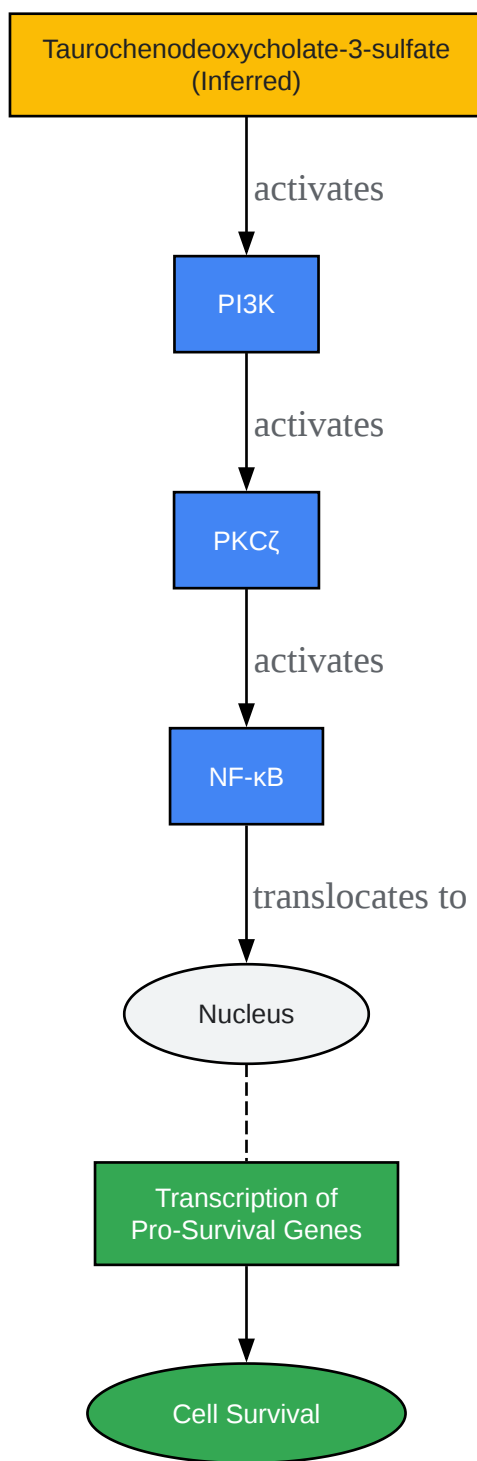 Taurochenodeoxycholate-3-sulfate
(Inferred)
activates
PI3K
activates
PKCζ
activates
NF-κB
translocates to
Nucleus
Transcription of
Pro-Survival Genes
Cell Survival